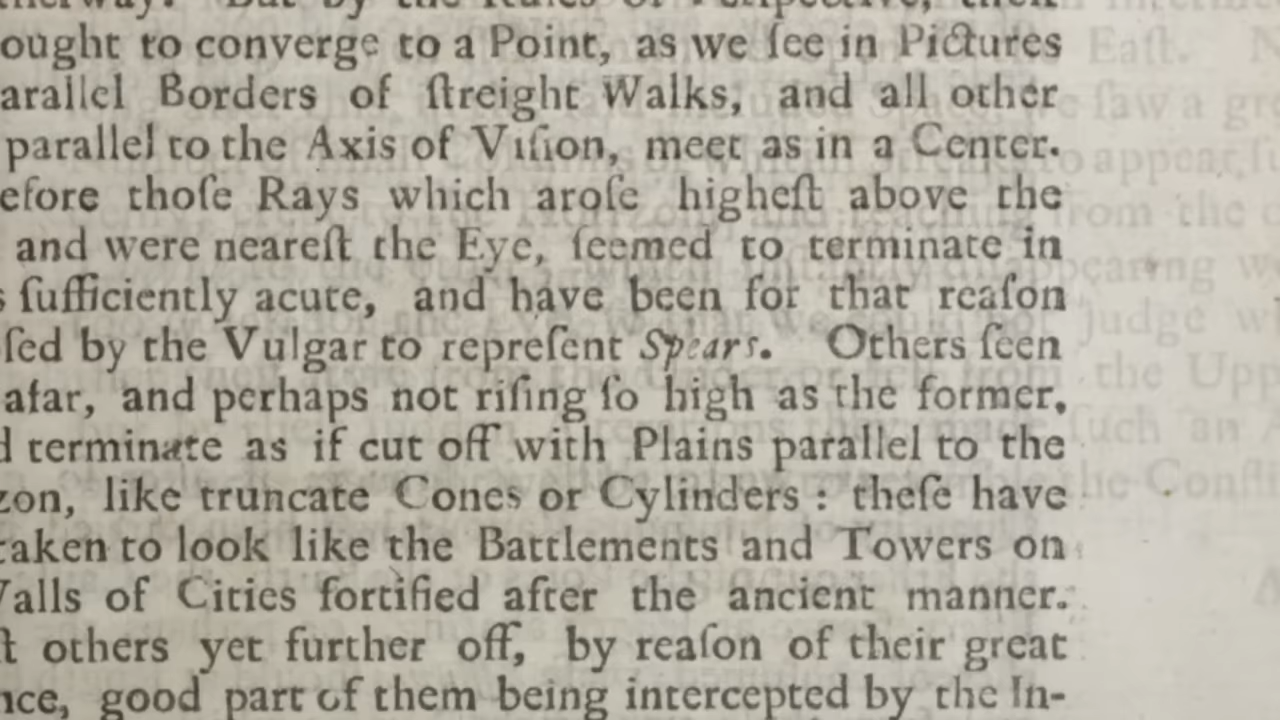 ought to converge to a Point, as we ſee in Pictures
arallel Borders of ſtreight Walks, and all other
parallel to the Axis of Viſion, meet as in a Center.
efore thoſe Rays which aroſe higheſt above the
and were neareſt the Eye, ſeemed to terminate in
s ſufficiently acute, and have been for that reaſon
ſed by the Vulgar to repreſent Spears. Others ſeen
afar, and perhaps not riſing ſo high as the former,
d terminate as if cut off with Plains parallel to the
zon, like truncate Cones or Cylinders : theſe have
taken to look like the Battlements and Towers on
Valls of Cities fortified after the ancient manner.
t others yet further off, by reaſon of their great
nce, good part of them being intercepted by the In-